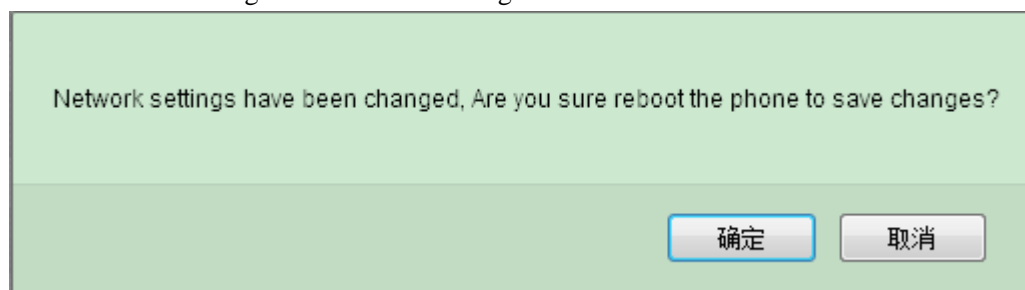 Network settings have been changed, Are you sure reboot the phone to save changes?
确定
取消